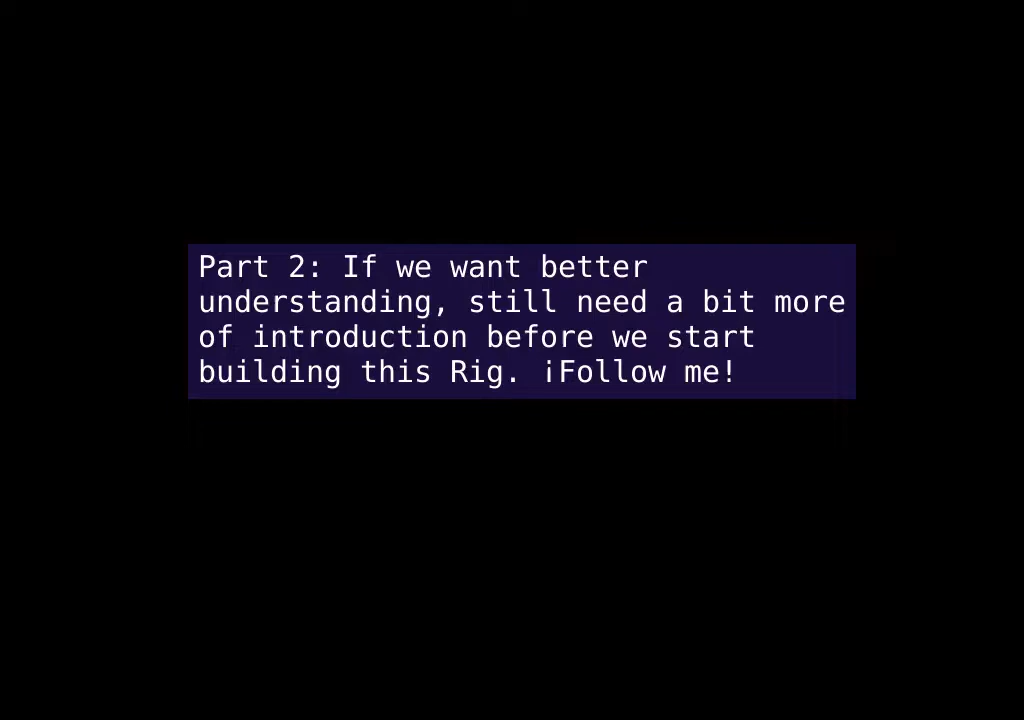 Part 2: If we want better
understanding, still need a bit more
of introduction before we start
building this Rig. ¡Follow me!